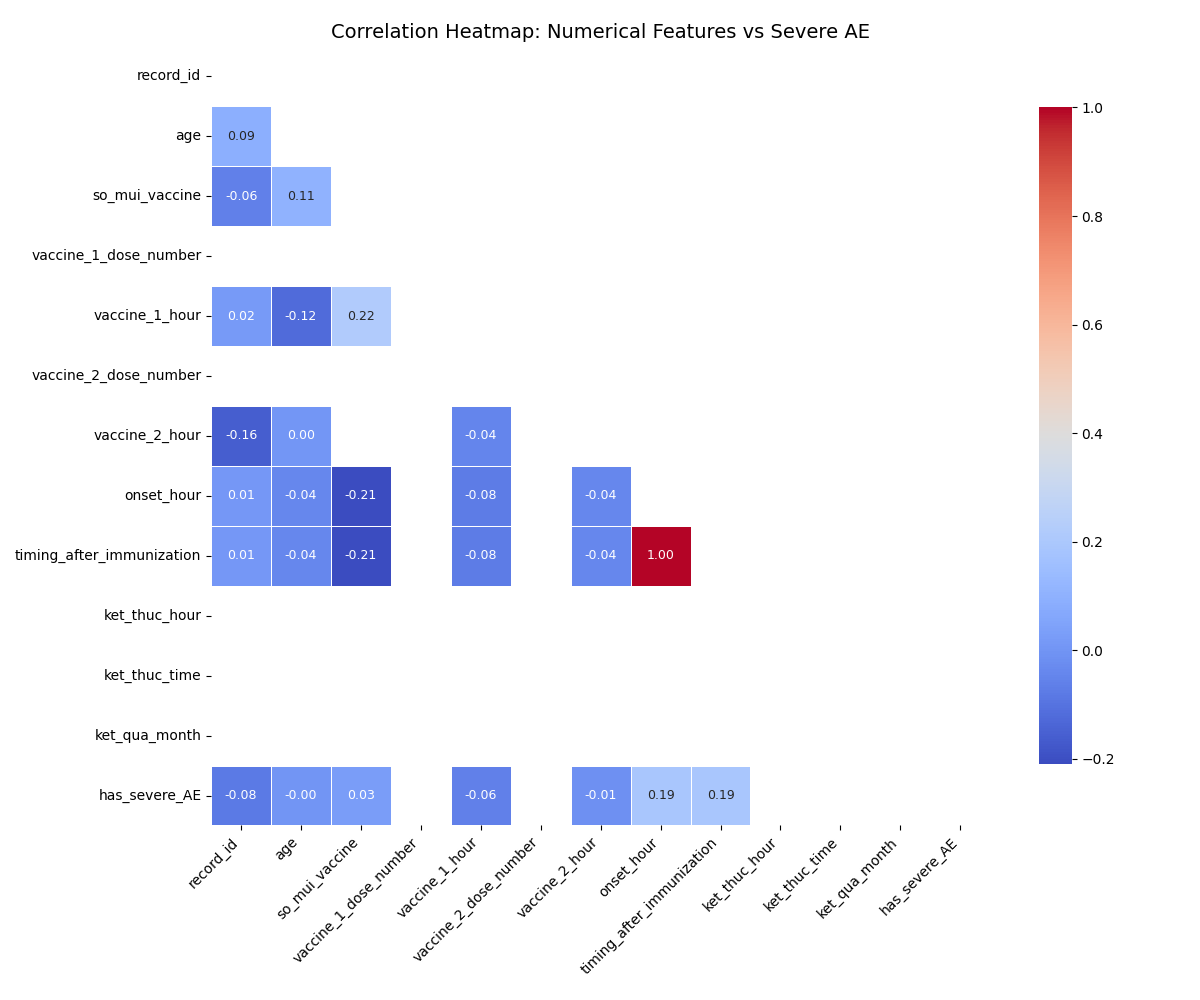 Correlation Heatmap: Numerical Features vs Severe AE
record_id
age
0.09
so_mui_vaccine
-0.06 0.11
vaccine_1_dose_number
vaccine_1_hour
0.02 -0.12 0.22
vaccine_2_dose_number
vaccine_2_hour
-0.16 0.00 -0.04
onset_hour
0.01 -0.04 -0.21 -0.08 -0.04
timing_after_immunization
0.01 -0.04 -0.21 -0.08 -0.04 1.00
ket_thuc_hour
ket_thuc_time
ket_qua_month
has_severe_AE
-0.08 -0.00 0.03 -0.06 -0.01 0.19 0.19
record_id
age
so_mui_vaccine
vaccine_1_dose_number
vaccine_1_hour
vaccine_2_dose_number
vaccine_2_hour
onset_hour
timing_after_immunization
ket_thuc_hour
ket_thuc_time
ket_qua_month
has_severe_AE
1.0
0.8
0.6
0.4
0.2
0.0
−0.2